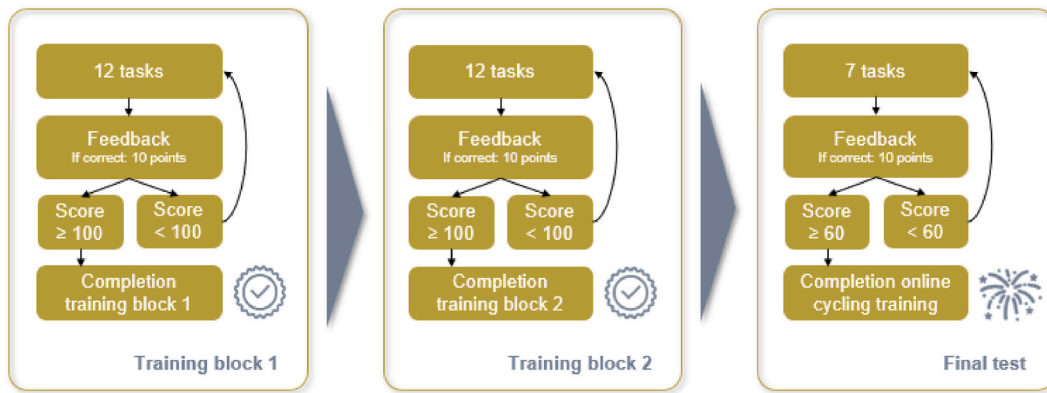 12 tasks
Feedback
If correct: 10 points
Score
≥ 100
Score
< 100
Completion
training block 1
Training block 1
12 tasks
Feedback
If correct: 10 points
Score
≥ 100
Score
< 100
Completion
training block 2
Training block 2
7 tasks
Feedback
If correct: 10 points
Score
≥ 60
Score
< 60
Completion online
cycling training
Final test